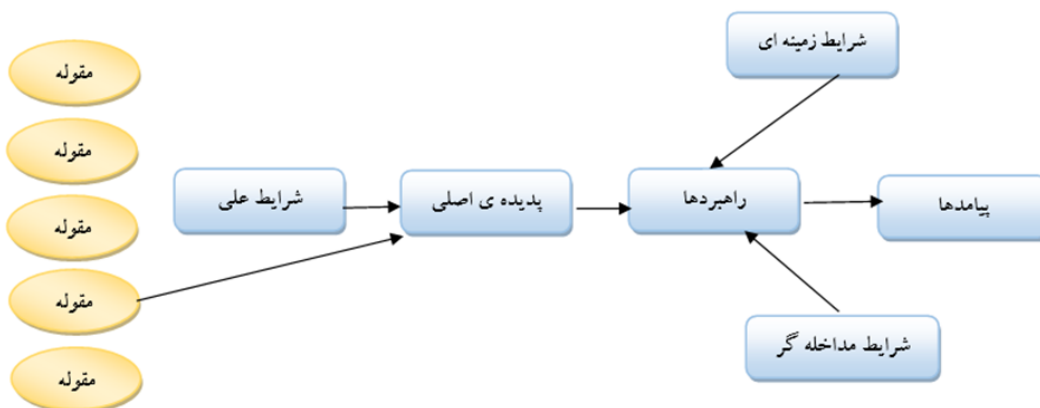 شرایط زمینه ای
مقوله
مقوله
شرایط علی
پدیده ی اصلی
راهبردها
پیامدها
مقوله
مقوله
شرایط مداخله گر
مقوله